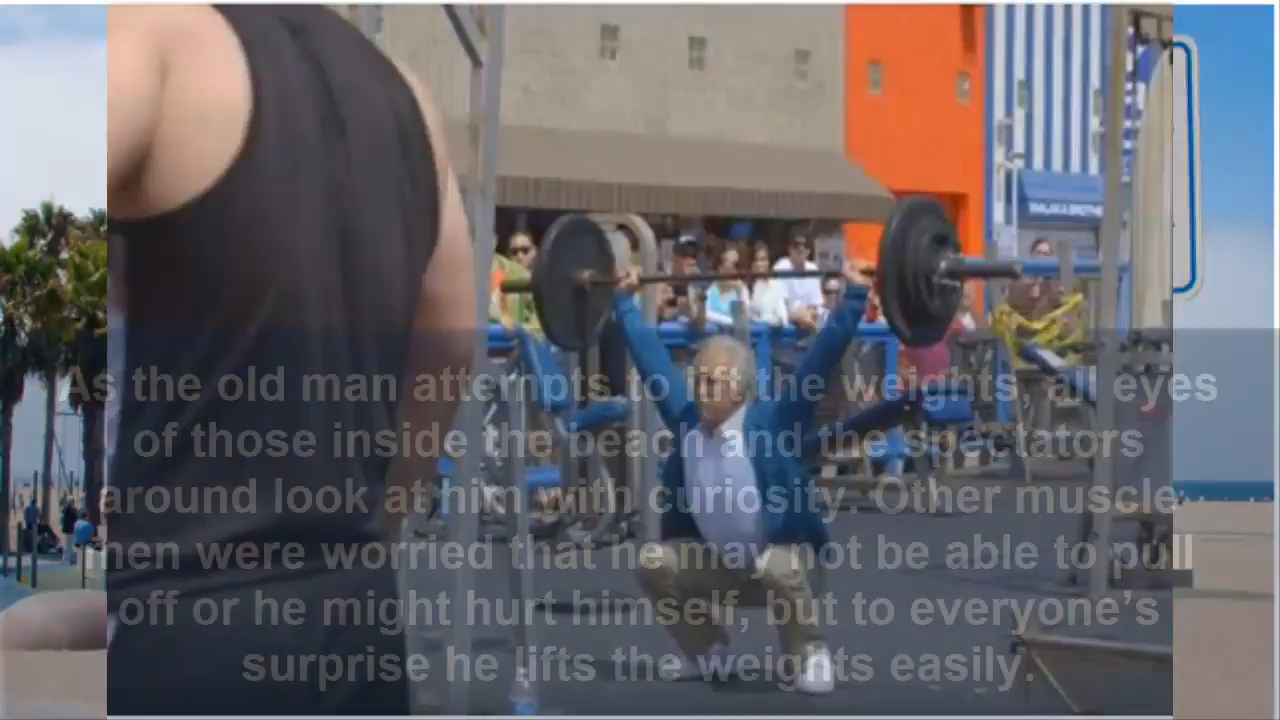 As the old man attempts to lift the weights, all eyes
of those inside the beach and the spectators
around look at him with curiosity. Other muscle
men were worried that he may not be able to pull
off or he might hurt himself, but to everyone's
surprise he lifts the weights easily.